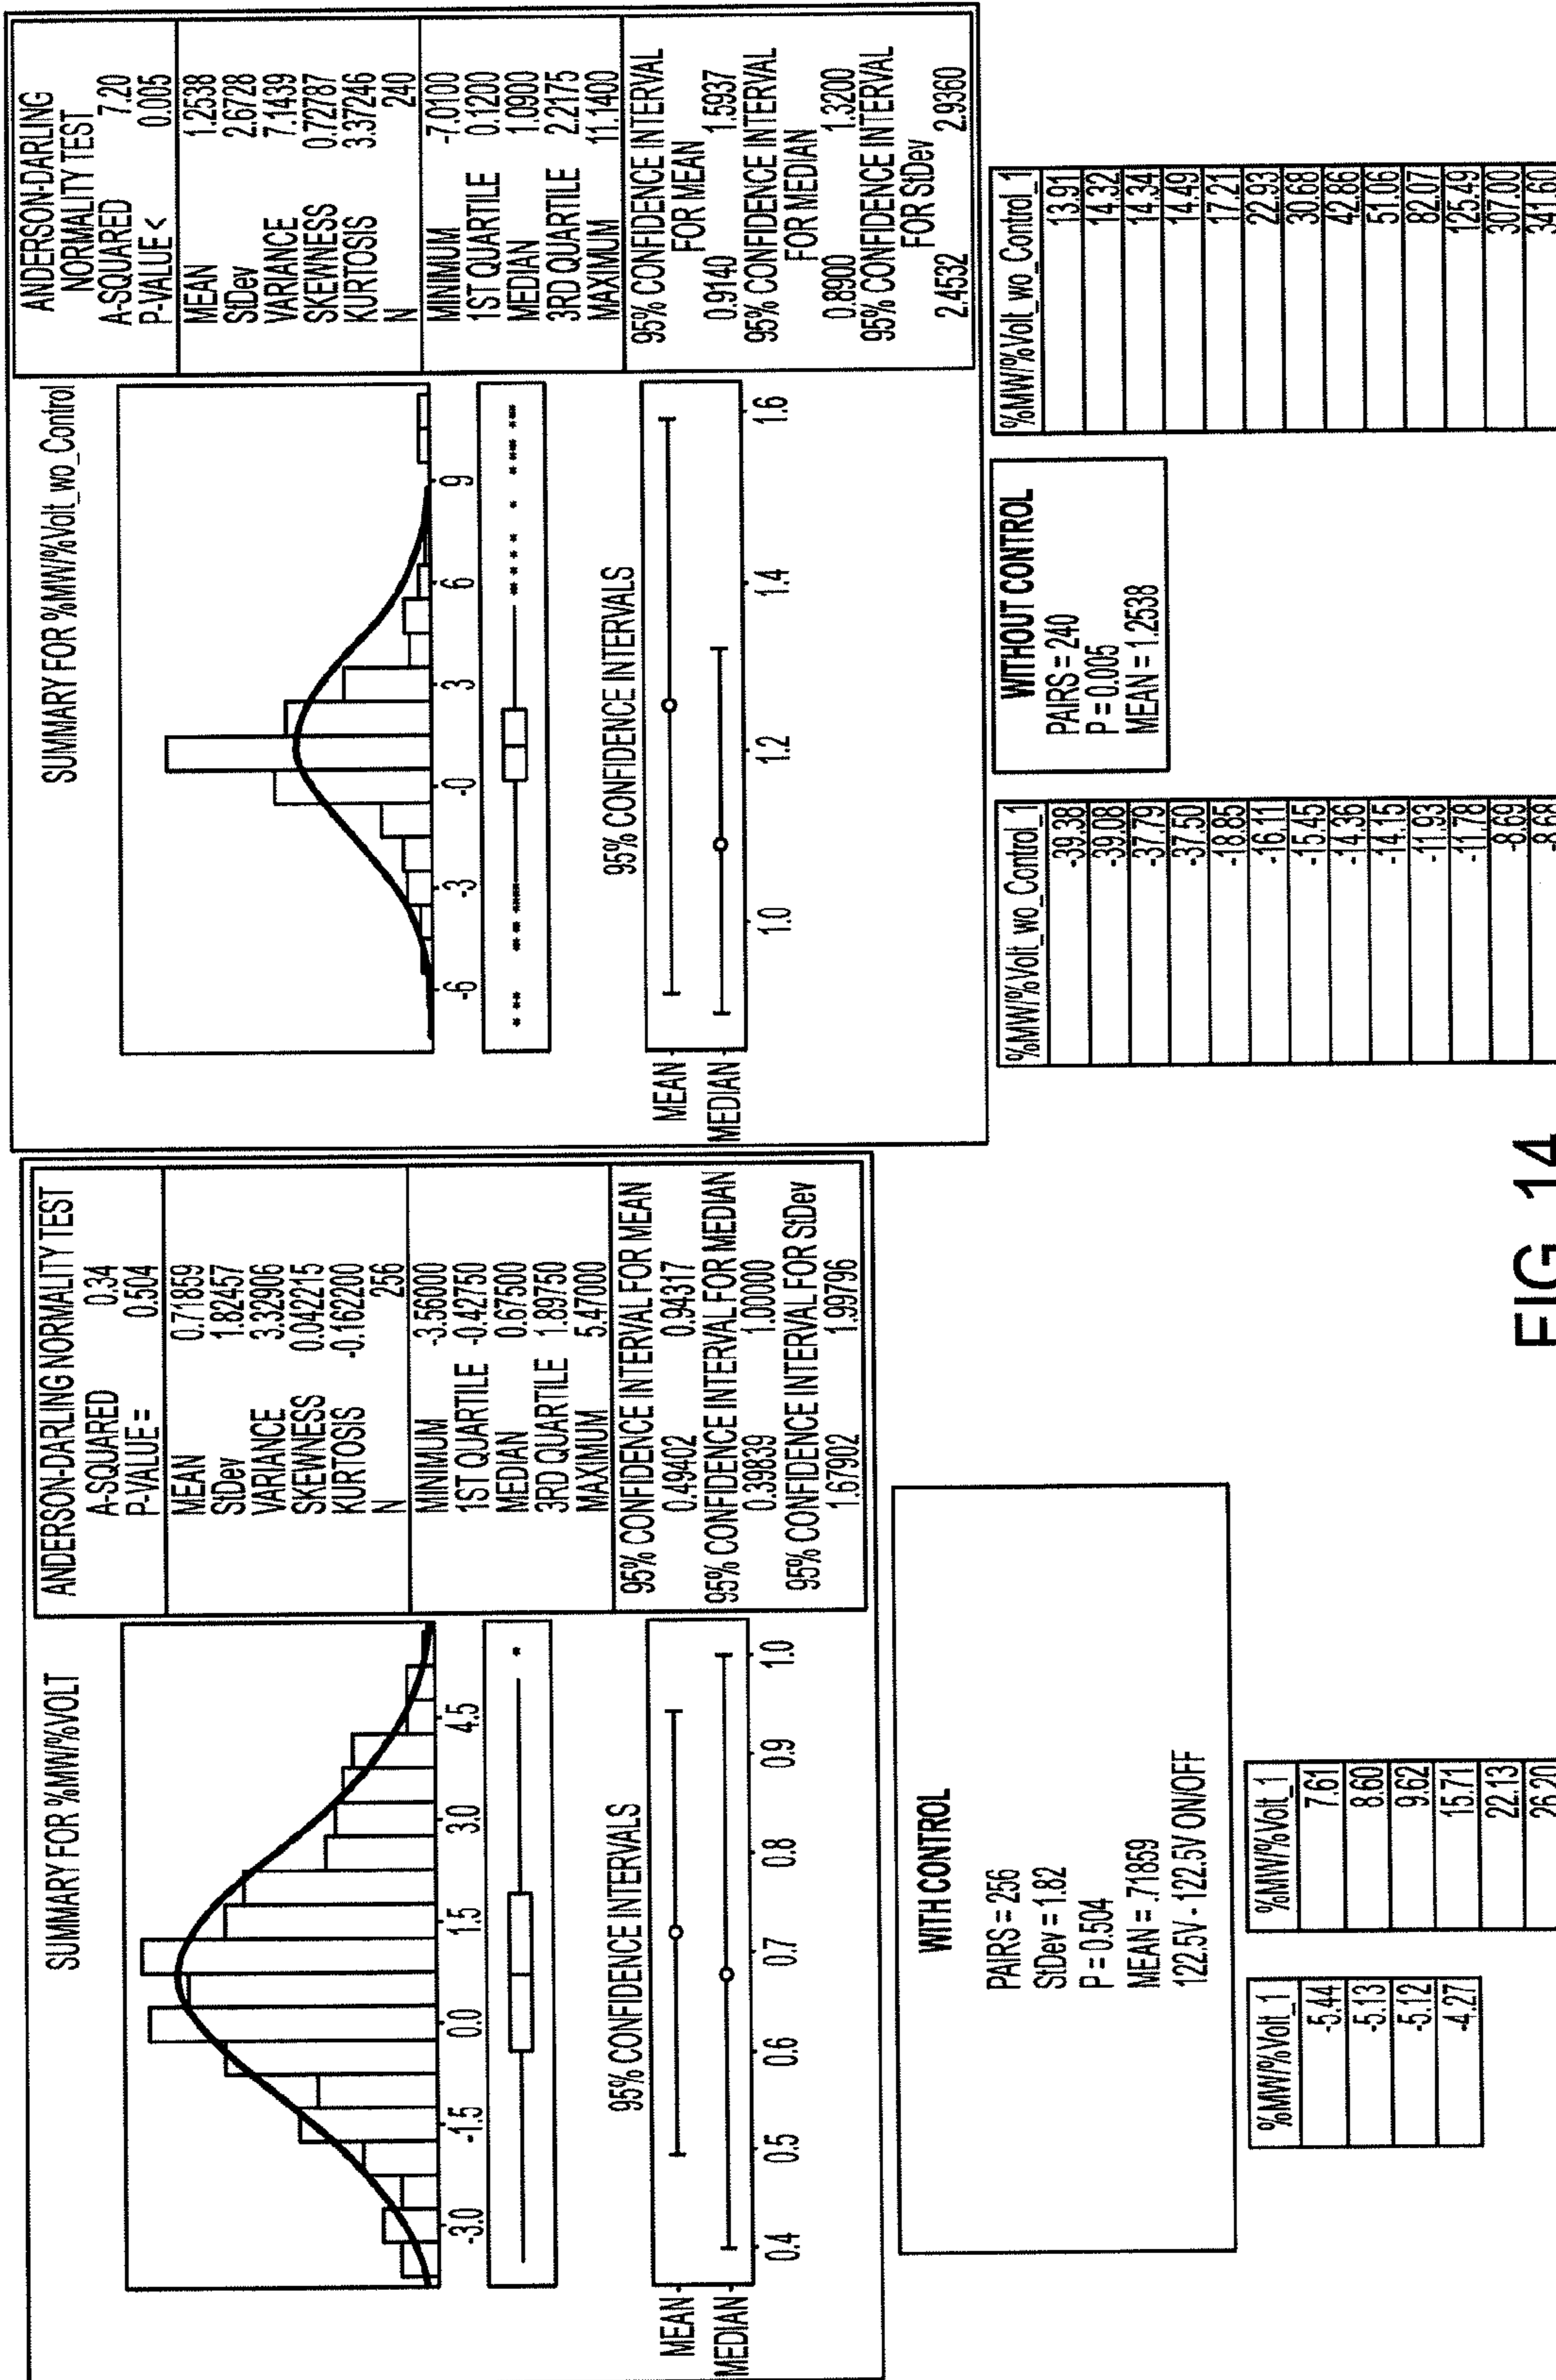 SUMMARY FOR %MW/%VOLT
-3.0 -1.5 0.0 1.5 3.0 4.5
95% CONFIDENCE INTERVALS
MEAN
MEDIAN
0.4 0.5 0.6 0.7 0.8 0.9 1.0
ANDERSON-DARLING NORMALITY TEST
A-SQUARED 0.34
P-VALUE = 0.504
MEAN 0.71859
StDev 1.82457
VARIANCE 3.32906
SKEWNESS 0.042215
KURTOSIS -0.162200
N 256
MINIMUM -3.56000
1ST QUARTILE -0.42750
MEDIAN 0.67500
3RD QUARTILE 1.89750
MAXIMUM 5.47000
95% CONFIDENCE INTERVAL FOR MEAN
0.49402 0.94317
95% CONFIDENCE INTERVAL FOR MEDIAN
0.39839 1.00000
95% CONFIDENCE INTERVAL FOR StDev
1.67902 1.99796
SUMMARY FOR %MW/%Volt_wo_Control
-6 -3 -0 3 6 9
95% CONFIDENCE INTERVALS
MEAN
MEDIAN
1.0 1.2 1.4 1.6
ANDERSON-DARLING
NORMALITY TEST
A-SQUARED 7.20
P-VALUE < 0.005
MEAN 1.2538
StDev 2.6728
VARIANCE 7.1439
SKEWNESS 0.72787
KURTOSIS 3.37246
N 240
MINIMUM -7.0100
1ST QUARTILE 0.1200
MEDIAN 1.0900
3RD QUARTILE 2.2175
MAXIMUM 11.1400
95% CONFIDENCE INTERVAL
FOR MEAN
0.9140 1.5937
95% CONFIDENCE INTERVAL
FOR MEDIAN
0.8900 1.3200
95% CONFIDENCE INTERVAL
FOR StDev
2.4532 2.9360
WITH CONTROL
PAIRS = 256
StDev = 1.82
P = 0.504
MEAN = .71859
122.5V - 122.5V ON/OFF
%MW/%Volt_1
-5.44
-5.13
-5.12
-4.27
%MW/%Volt_1
7.61
8.60
9.62
15.71
22.13
26.20
%MW/%Volt_wo_Control_1
-39.38
-39.08
-37.79
-37.50
-18.85
-16.11
-15.45
-14.36
-14.15
-11.93
-11.78
-8.69
-8.68
WITHOUT CONTROL
PAIRS = 240
P = 0.005
MEAN = 1.2538
%MW/%Volt_wo_Control_1
13.91
14.32
14.34
14.49
17.21
22.93
30.68
42.86
51.06
82.07
125.49
307.00
341.60
FIG. 14